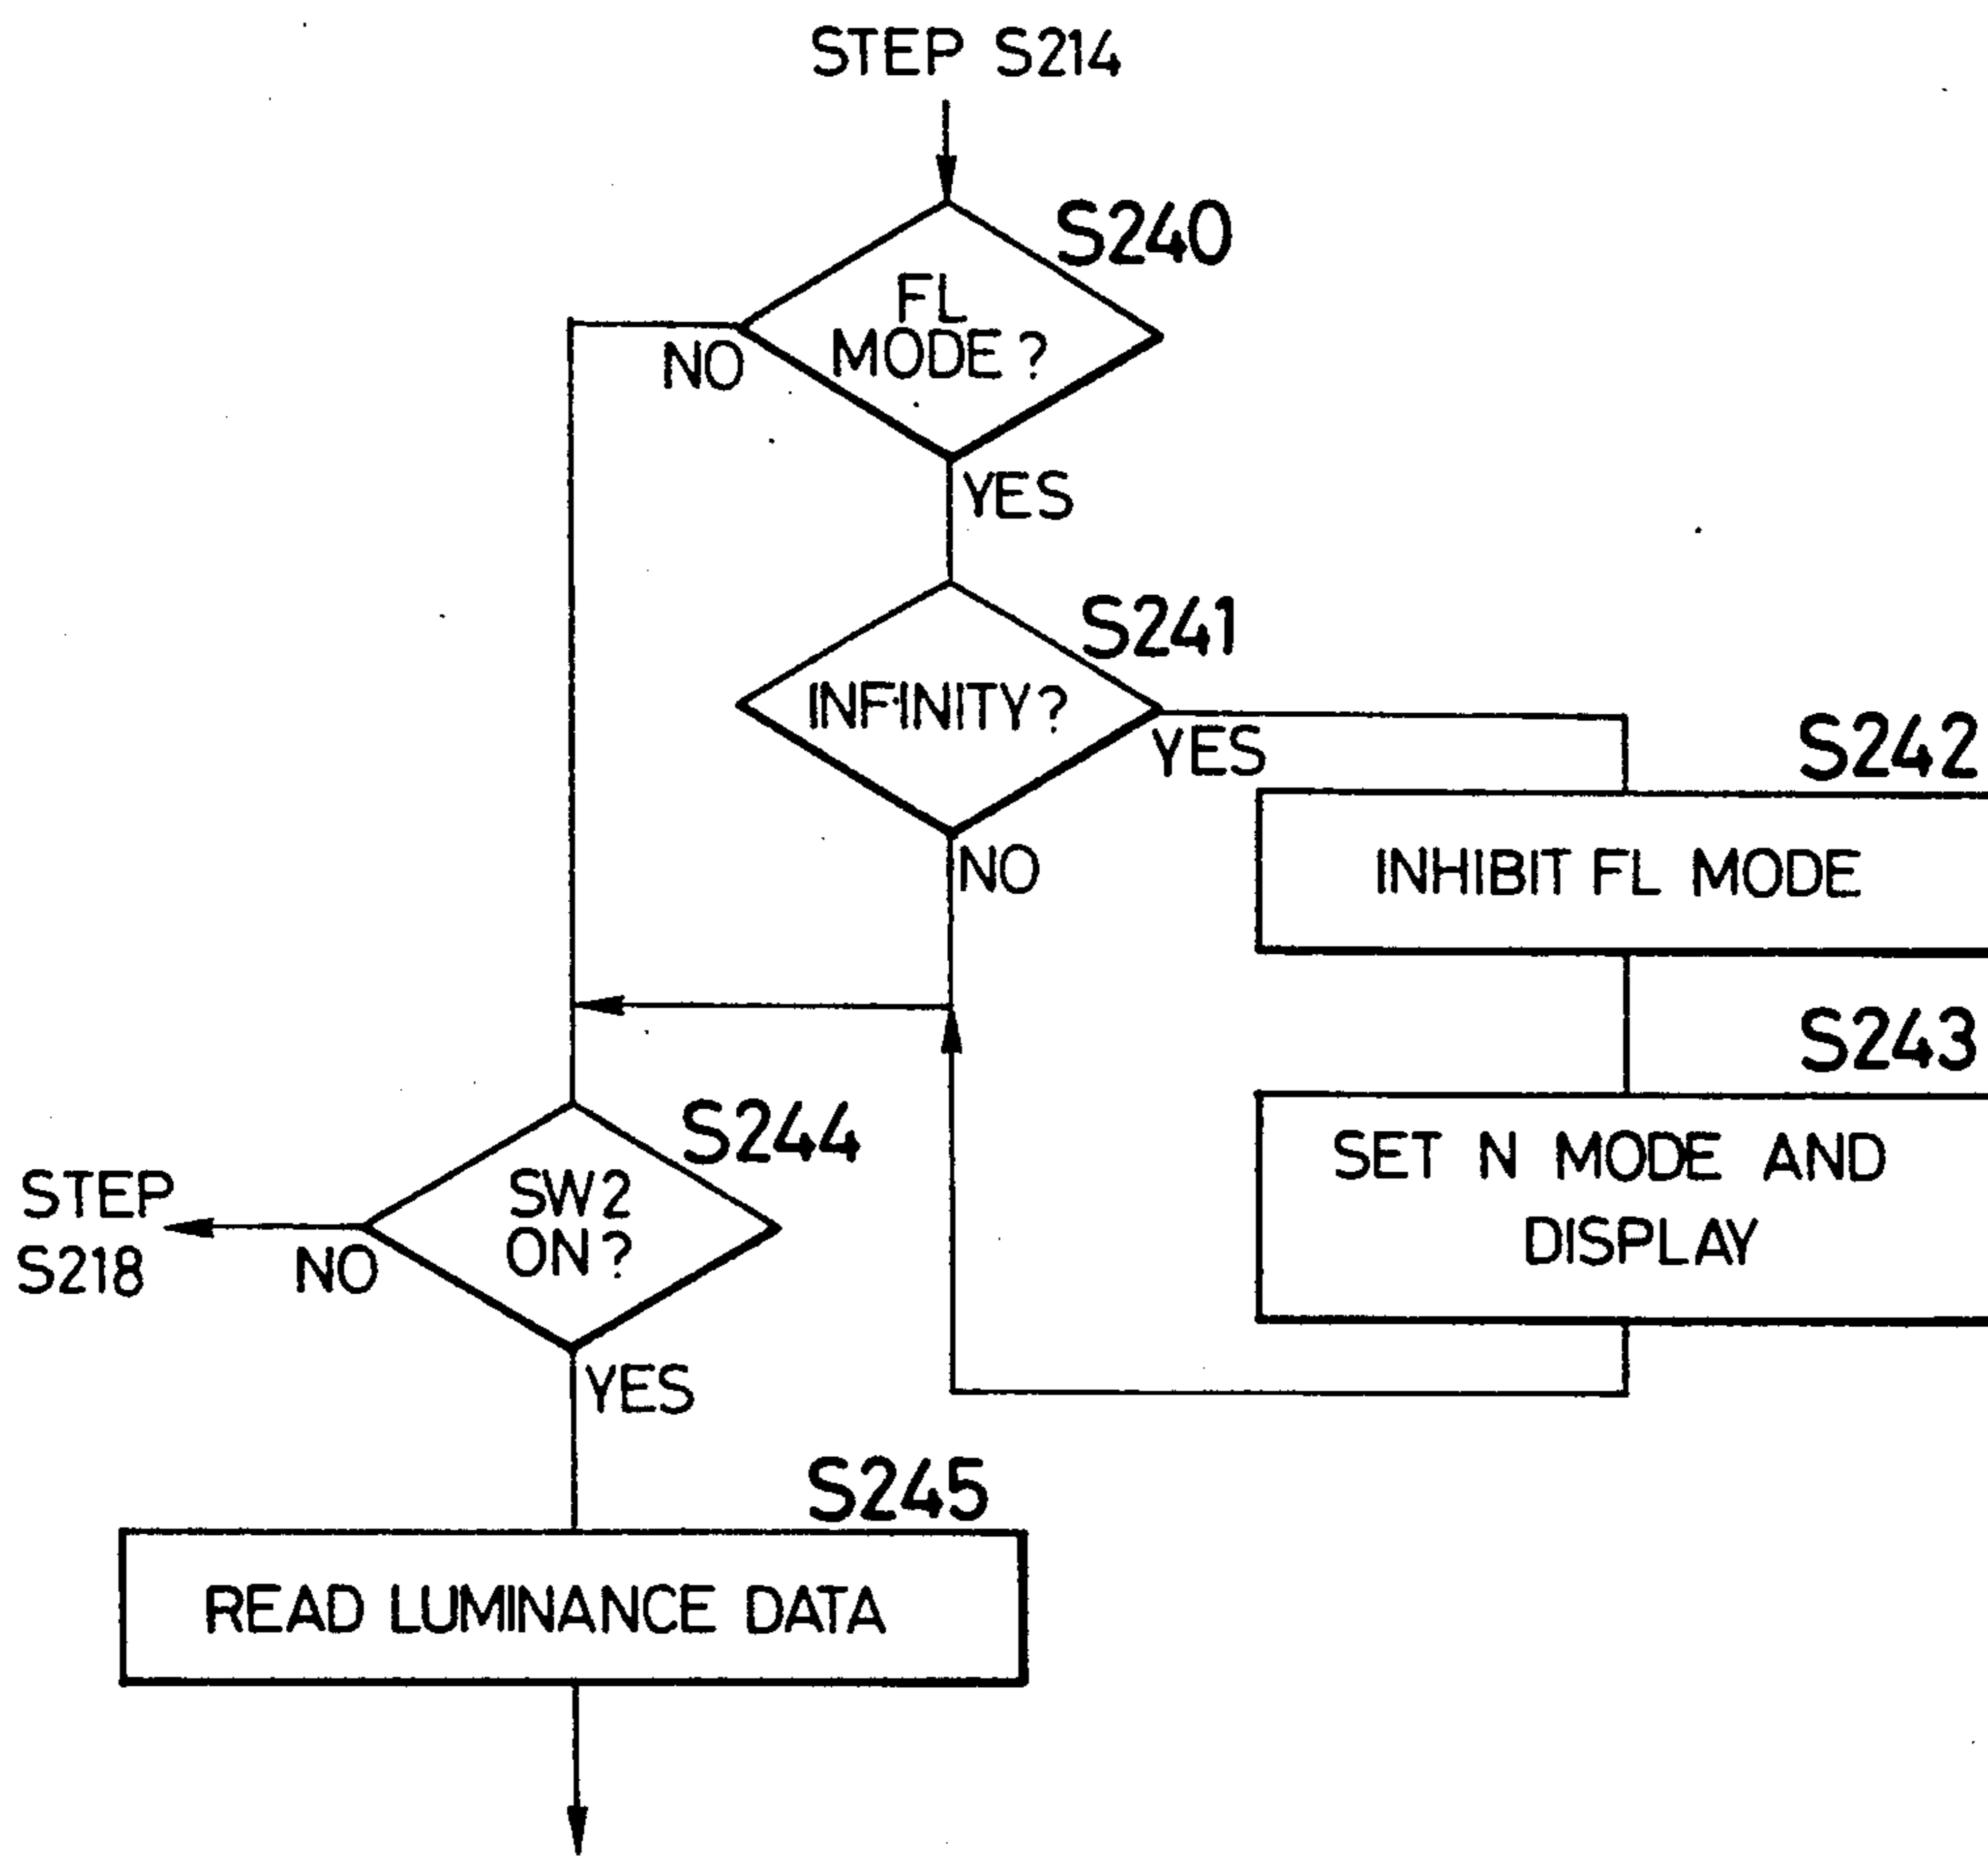 STEP S214
S240
FL
MODE?
NO
YES
S241
INFINITY?
YES
S242
NO
INHIBIT FL MODE
S243
S244
SET N MODE AND
DISPLAY
SW2
ON?
STEP
S218
NO
YES
S245
READ LUMINANCE DATA